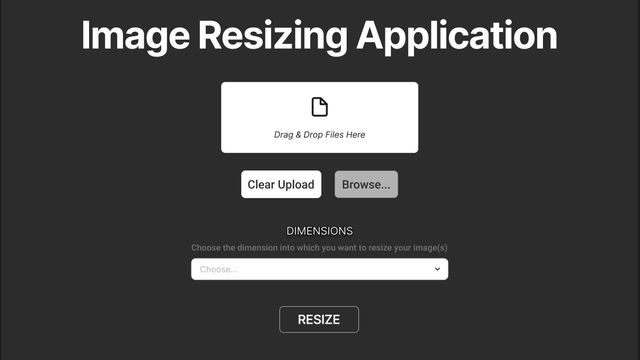 Image Resizing Application
Drag & Drop Files Here
Clear Upload
Browse...
DIMENSIONS
Choose the dimension into which you want to resize your image(s)
Choose...
RESIZE